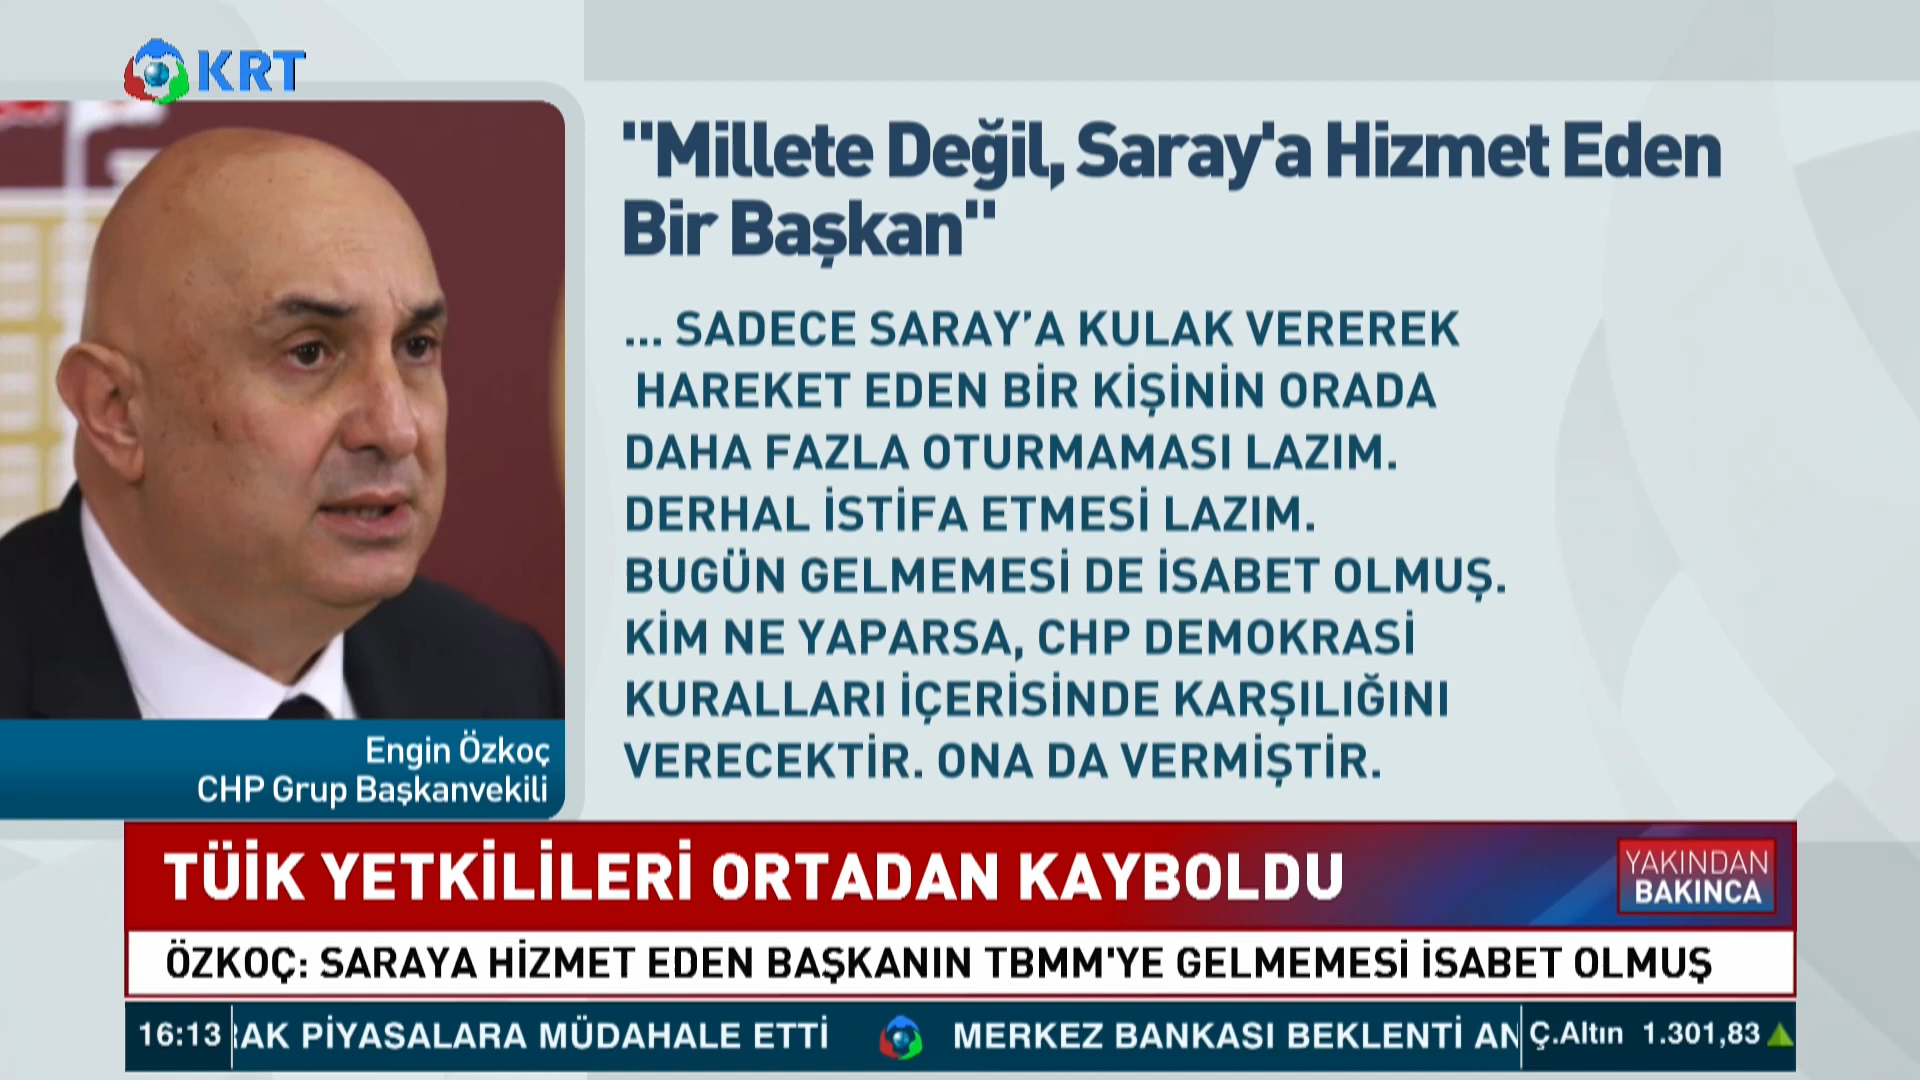 KRT
"Millete Değil, Saray'a Hizmet Eden
Bir Başkan"
... SADECE SARAY’A KULAK VEREREK
HAREKET EDEN BİR KİŞİNİN ORADA
DAHA FAZLA OTURMAMASI LAZIM.
DERHAL İSTİFA ETMESİ LAZIM.
BUGÜN GELMEMESİ DE İSABET OLMUŞ.
KİM NE YAPARSA, CHP DEMOKRASİ
KURALLARI İÇERİSİNDE KARŞILIĞINI
VERECEKTİR. ONA DA VERMİŞTİR.
Engin Özkoç
CHP Grup Başkanvekili
TÜİK YETKİLİLERİ ORTADAN KAYBOLDU
YAKINDAN
BAKINCA
ÖZKOÇ: SARAYA HİZMET EDEN BAŞKANIN TBMM'YE GELMEMESİ İSABET OLMUŞ
16:13 RAK PİYASALARA MÜDAHALE ETTİ MERKEZ BANKASI BEKLENTİ AN Ç.Altın 1.301,83